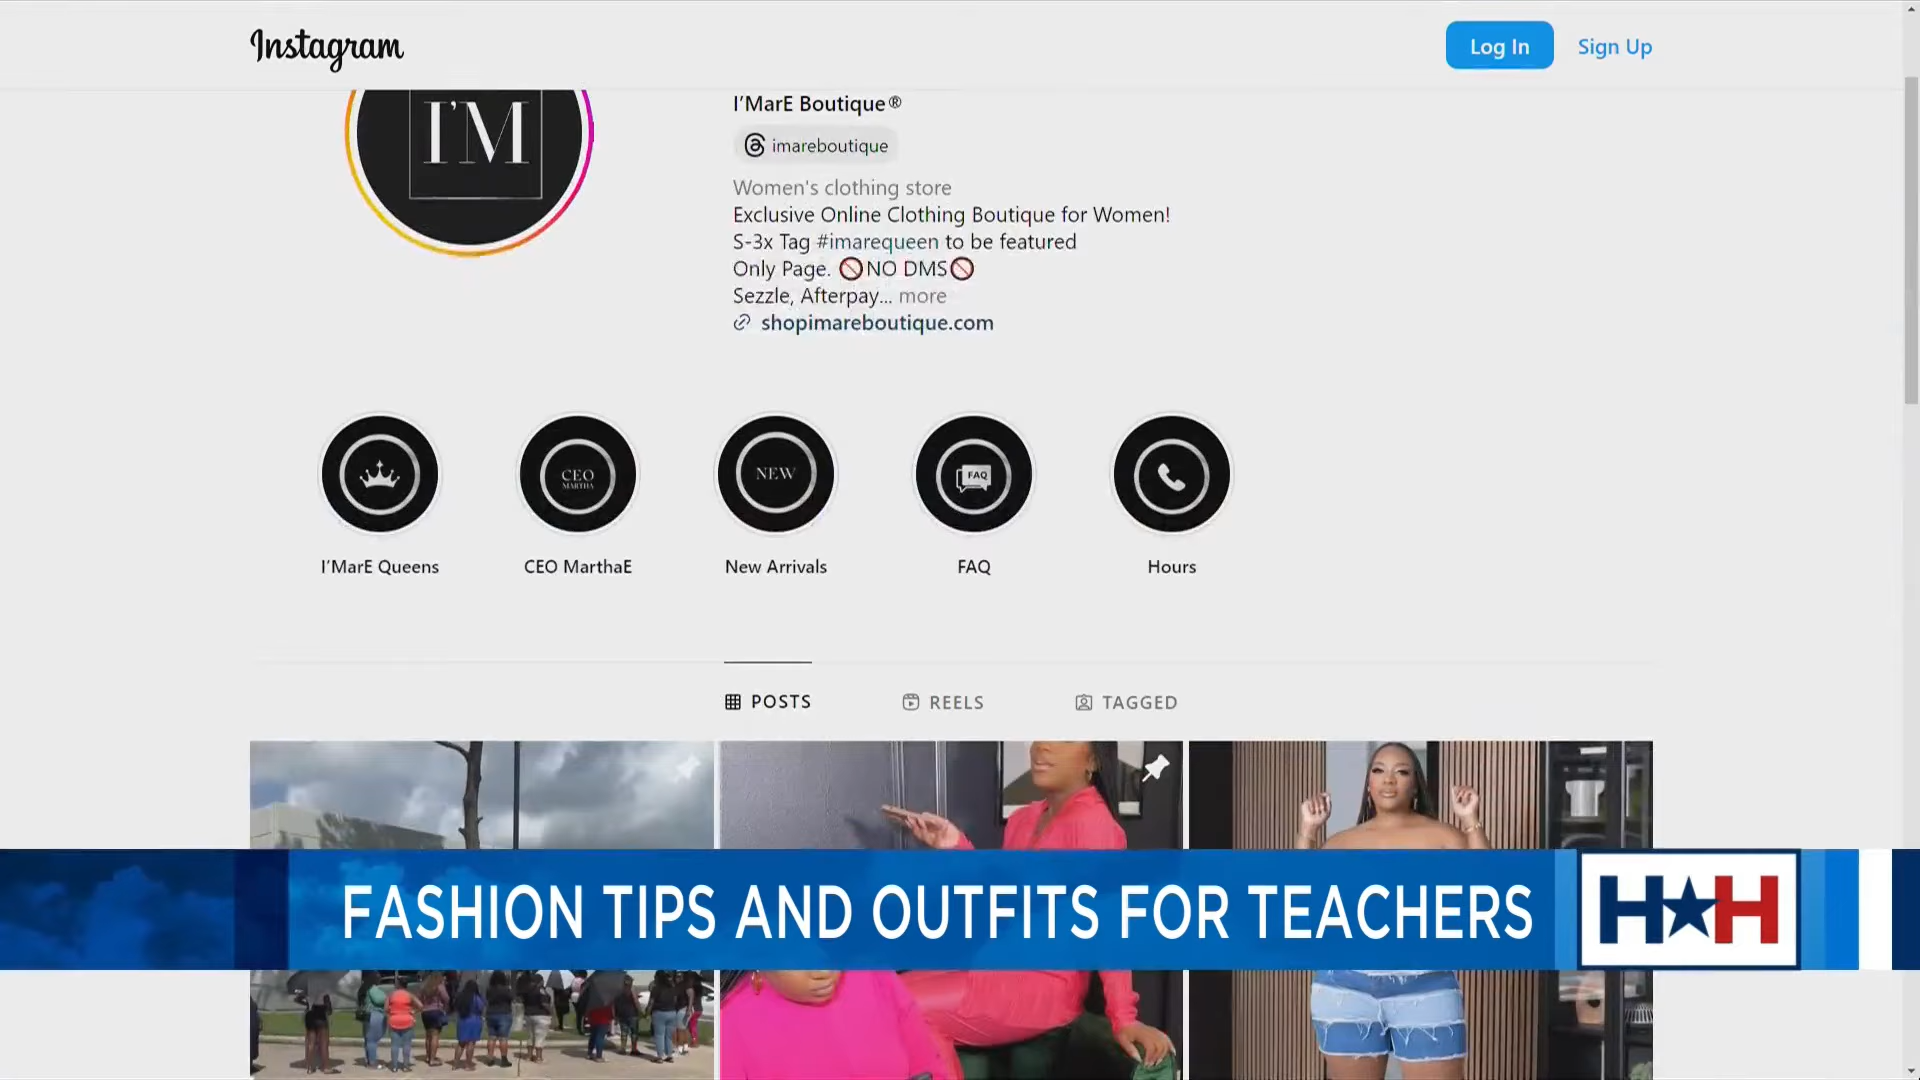 Instagram
Log In
Sign Up
I'M
I'MarE Boutique®
imareboutique
Women's clothing store
Exclusive Online Clothing Boutique for Women!
S-3x Tag #imarequeen to be featured
Only Page. 🚫NO DMS🚫
Sezzle, Afterpay... more
shopimareboutique.com
CEO
MARTHA
NEW
FAQ
I'MarE Queens
CEO MarthaE
New Arrivals
FAQ
Hours
POSTS
REELS
TAGGED
FASHION TIPS AND OUTFITS FOR TEACHERS
H★H